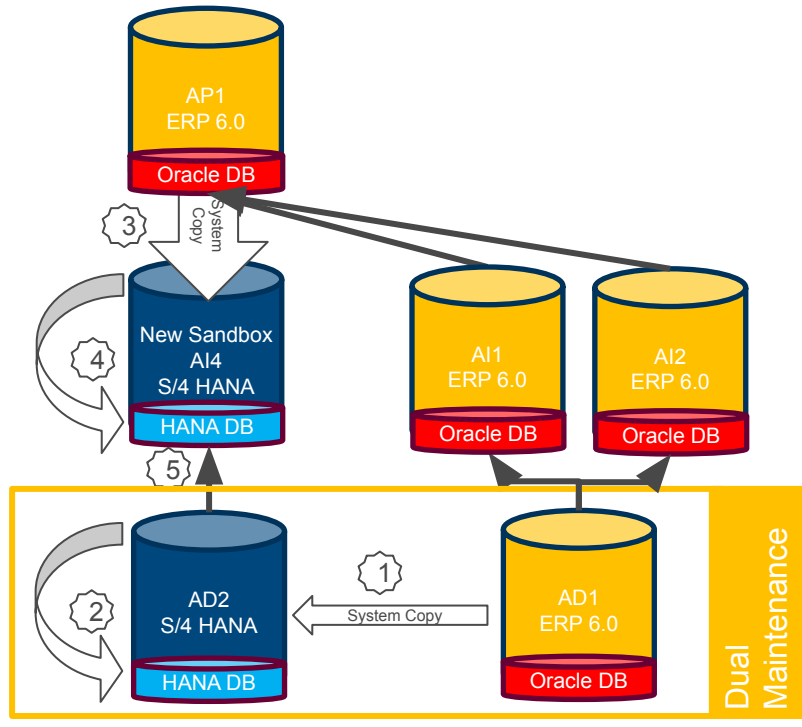 AP1
ERP 6.0
Oracle DB
3
System
Copy
New Sandbox
AI4
S/4 HANA
HANA DB
4
AI1
ERP 6.0
Oracle DB
AI2
ERP 6.0
Oracle DB
5
AD2
S/4 HANA
HANA DB
2
1
System Copy
AD1
ERP 6.0
Oracle DB
Dual
Maintenance